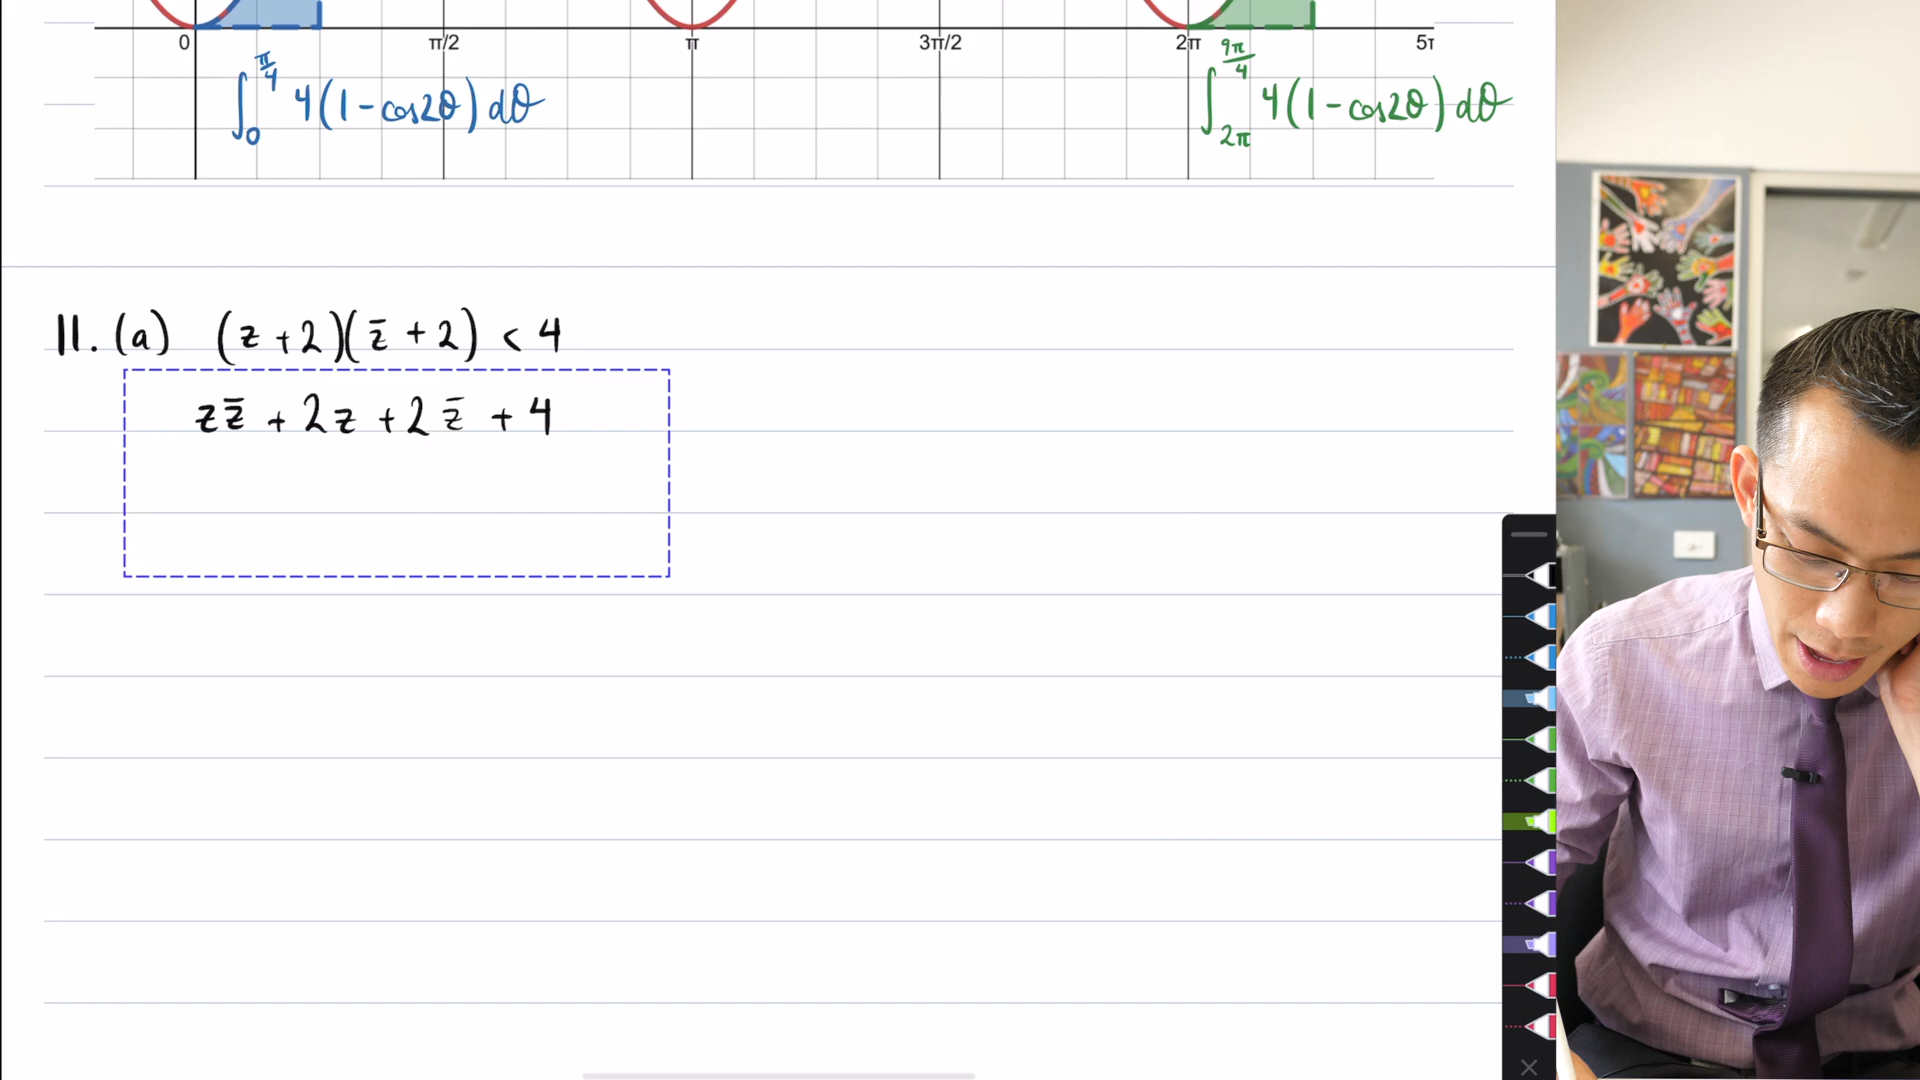 0 π/2 π 3π/2 2π 5π
∫₀^(π/4) 4(1-cos2θ) dθ
∫_(2π)^(9π/4) 4(1-cos2θ) dθ
11. (a) (z + 2)(z̄ + 2) < 4
zz̄ + 2z + 2z̄ + 4